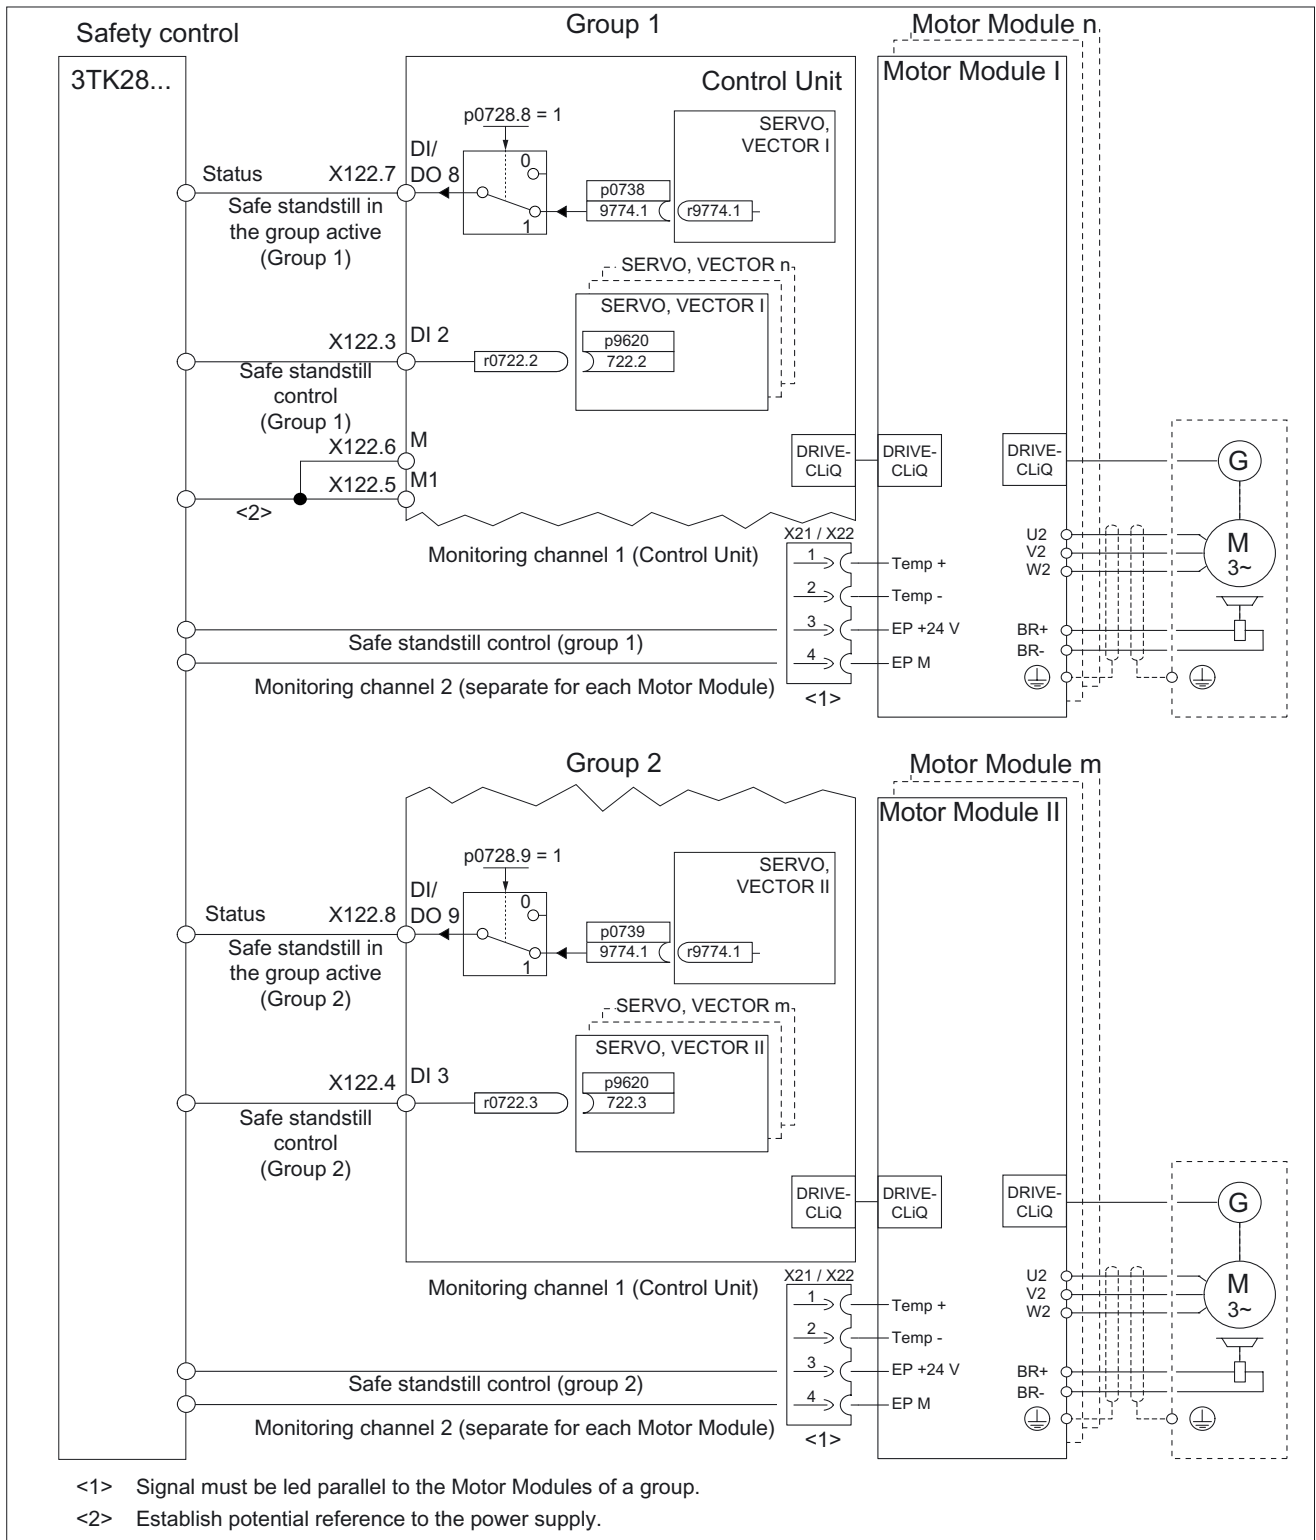 Safety control
Group 1
Motor Module n
3TK28...
Control Unit
Motor Module I
p0728.8 = 1
SERVO,
VECTOR I
DI/
DO 8
0
1
Status
X122.7
p0738
9774.1
r9774.1
Safe standstill in
the group active
(Group 1)
SERVO, VECTOR n
SERVO, VECTOR I
X122.3
DI 2
r0722.2
p9620
722.2
Safe standstill
control
(Group 1)
X122.6
M
X122.5
M1
<2>
DRIVE-
CLiQ
DRIVE-
CLiQ
DRIVE-
CLiQ
G
Monitoring channel 1 (Control Unit)
X21 / X22
1
Temp +
2
Temp -
3
EP +24 V
4
EP M
<1>
U2
V2
W2
M
3~
BR+
BR-
Safe standstill control (group 1)
Monitoring channel 2 (separate for each Motor Module)
Group 2
Motor Module m
Motor Module II
p0728.9 = 1
SERVO,
VECTOR II
DI/
DO 9
0
1
Status
X122.8
p0739
9774.1
r9774.1
Safe standstill in
the group active
(Group 2)
SERVO, VECTOR m
SERVO, VECTOR II
X122.4
DI 3
r0722.3
p9620
722.3
Safe standstill
control
(Group 2)
DRIVE-
CLiQ
DRIVE-
CLiQ
DRIVE-
CLiQ
G
Monitoring channel 1 (Control Unit)
X21 / X22
1
Temp +
2
Temp -
3
EP +24 V
4
EP M
<1>
U2
V2
W2
M
3~
BR+
BR-
Safe standstill control (group 2)
Monitoring channel 2 (separate for each Motor Module)
<1> Signal must be led parallel to the Motor Modules of a group.
<2> Establish potential reference to the power supply.